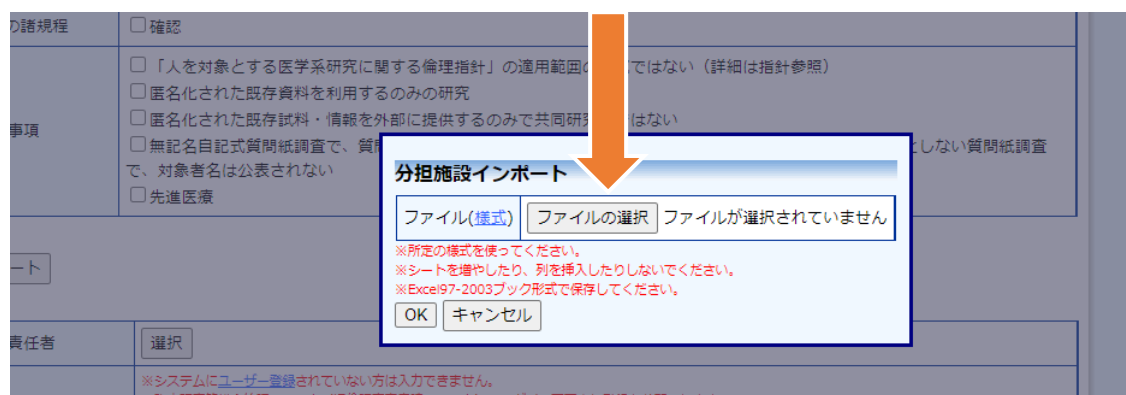 の諸規程
□確認
□「人を対象とする医学系研究に関する倫理指針」の適用範囲 ではない（詳細は指針参照）
□匿名化された既存資料を利用するのみの研究
□匿名化された既存試料・情報を外部に提供するのみで共同研 はない
事項
□無記名自記式質問紙調査で、質 としない質問紙調査
で、対象者名は公表されない
□先進医療
分担施設インポート
ファイル(様式) ファイルの選択 ファイルが選択されていません
※所定の様式を使ってください。
※シートを増やしたり、列を挿入したりしないでください。
※Excel97-2003ブック形式で保存してください。
OK キャンセル
ート
責任者
選択
※システムにユーザー登録されていない方は入力できません。